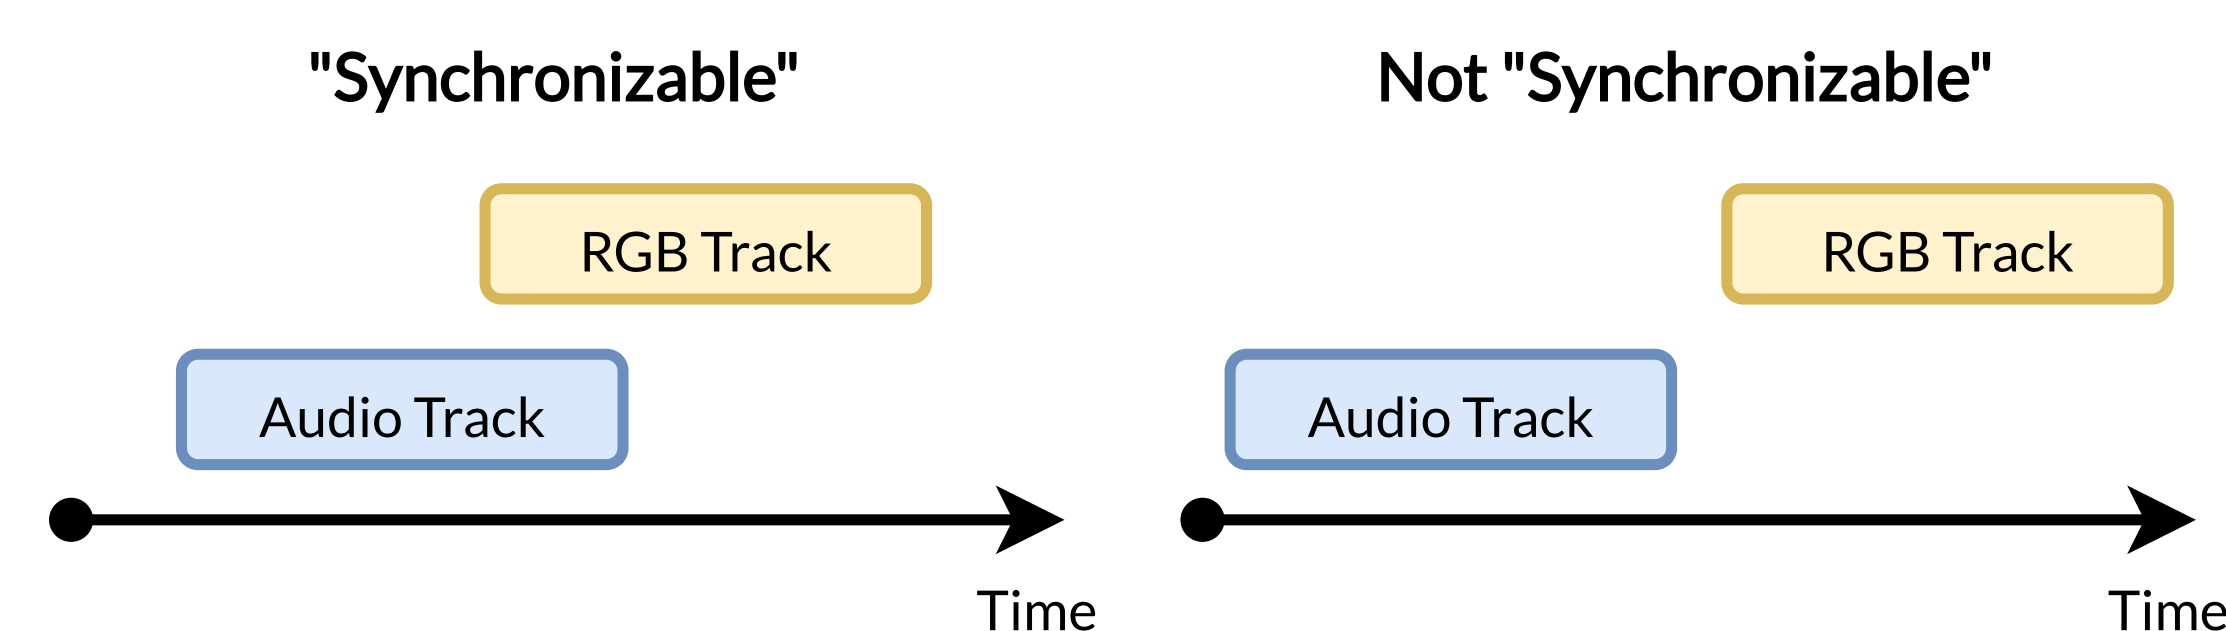 "Synchronizable"
RGB Track
Audio Track
Time
Not "Synchronizable"
RGB Track
Audio Track
Time